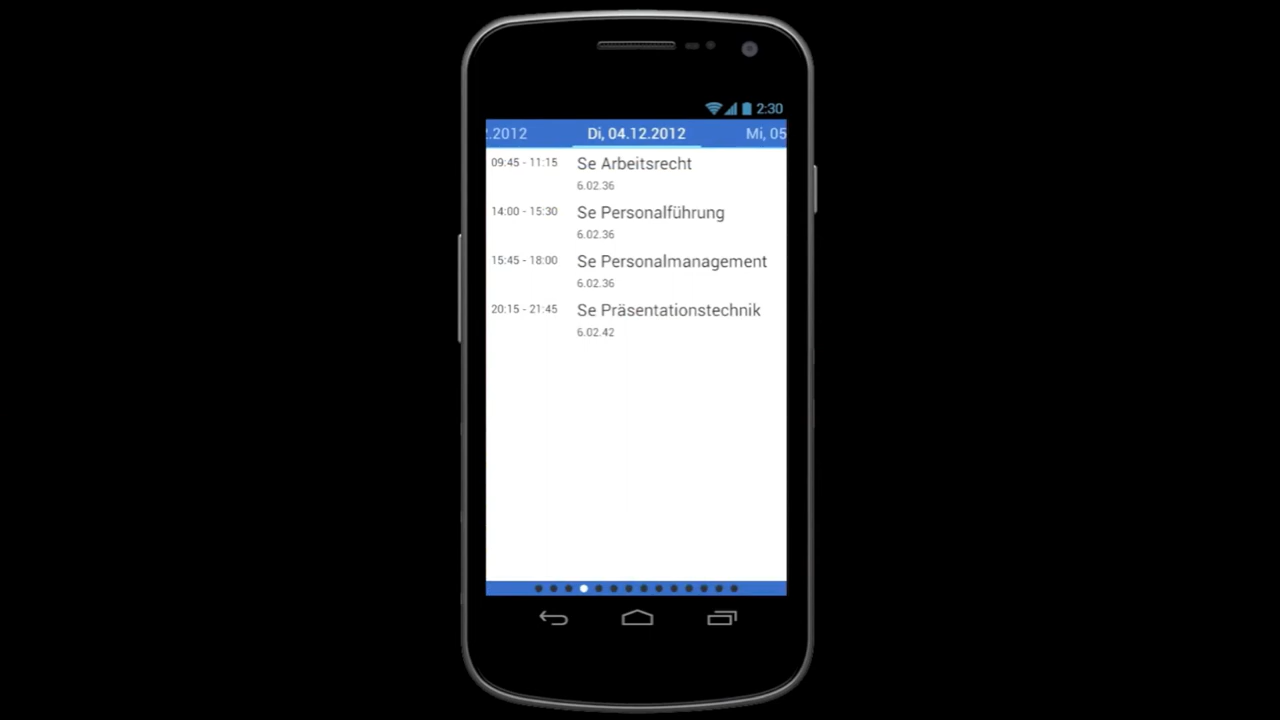 2:30
.2012 Di, 04.12.2012 Mi, 05
09:45 - 11:15 Se Arbeitsrecht
6.02.36
14:00 - 15:30 Se Personalführung
6.02.36
15:45 - 18:00 Se Personalmanagement
6.02.36
20:15 - 21:45 Se Präsentationstechnik
6.02.42